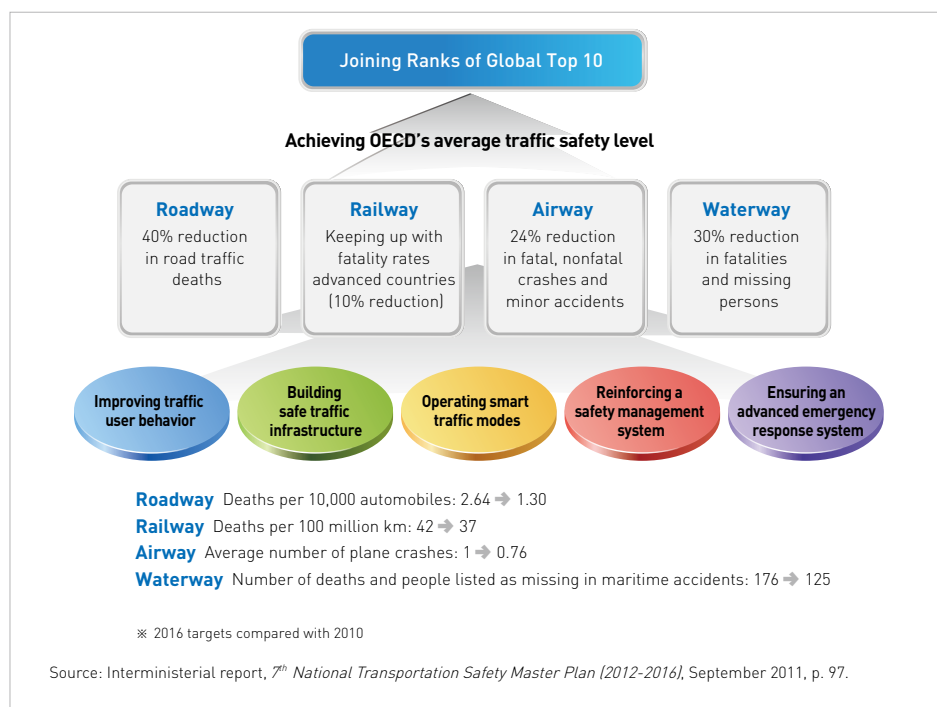 Joining Ranks of Global Top 10
Achieving OECD's average traffic safety level
Roadway
40% reduction
in road traffic
deaths
Railway
Keeping up with
fatality rates
advanced countries
(10% reduction)
Airway
24% reduction
in fatal, nonfatal
crashes and
minor accidents
Waterway
30% reduction
in fatalities
and missing
persons
Improving traffic
user behavior
Building
safe traffic
infrastructure
Operating smart
traffic modes
Reinforcing a
safety management
system
Ensuring an
advanced emergency
response system
Roadway Deaths per 10,000 automobiles: 2.64 ➔ 1.30
Railway Deaths per 100 million km: 42 ➔ 37
Airway Average number of plane crashes: 1 ➔ 0.76
Waterway Number of deaths and people listed as missing in maritime accidents: 176 ➔ 125
※ 2016 targets compared with 2010
Source: Interministerial report, 7th National Transportation Safety Master Plan (2012-2016), September 2011, p. 97.